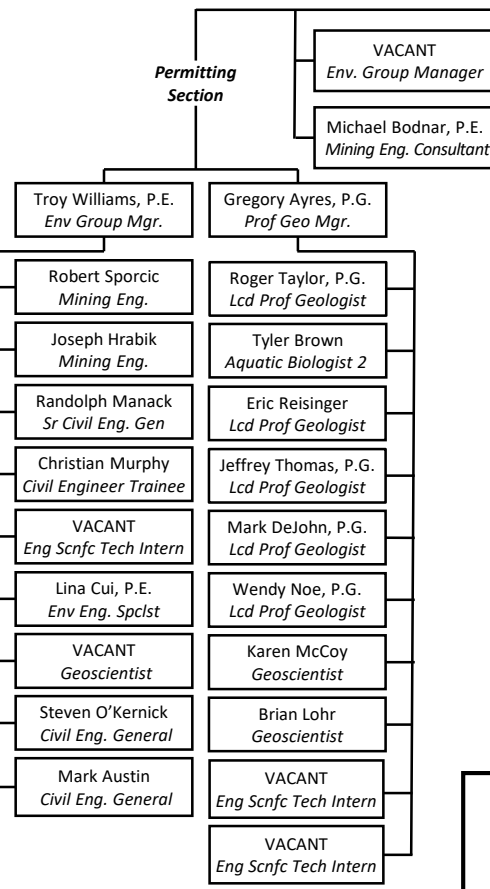 VACANT
Env. Group Manager
Permitting
Section
Michael Bodnar, P.E.
Mining Eng. Consultant
Troy Williams, P.E.
Env Group Mgr.
Robert Sporcic
Mining Eng.
Joseph Hrabik
Mining Eng.
Randolph Manack
Sr Civil Eng. Gen
Christian Murphy
Civil Engineer Trainee
VACANT
Eng Scnfc Tech Intern
Lina Cui, P.E.
Env Eng. Spclst
VACANT
Geoscientist
Steven O’Kernick
Civil Eng. General
Mark Austin
Civil Eng. General
Gregory Ayres, P.G.
Prof Geo Mgr.
Roger Taylor, P.G.
Lcd Prof Geologist
Tyler Brown
Aquatic Biologist 2
Eric Reisinger
Lcd Prof Geologist
Jeffrey Thomas, P.G.
Lcd Prof Geologist
Mark DeJohn, P.G.
Lcd Prof Geologist
Wendy Noe, P.G.
Lcd Prof Geologist
Karen McCoy
Geoscientist
Brian Lohr
Geoscientist
VACANT
Eng Scnfc Tech Intern
VACANT
Eng Scnfc Tech Intern